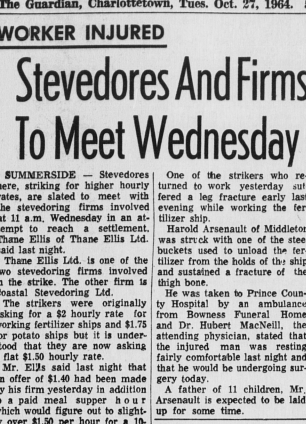 The Guardian, Charlottetown, Tues. Oct. 27, 1964.
WORKER INJURED
Stevedores And Firms
To Meet Wednesday
SUMMERSIDE — Stevedores
here, striking for higher hourly
rates, are slated to meet with
the stevedoring firms involved
at 11 a.m. Wednesday in an at-
tempt to reach a settlement,
Thane Ellis of Thane Ellis Ltd.
said last night.
Thane Ellis Ltd. is one of the
two stevedoring firms involved
in the strike. The other firm is
Coastal Stevedoring Ltd.
The strikers were originally
asking for a $2 hourly rate for
working fertilizer ships and $1.75
for potato ships but it is under-
stood that they are now asking
flat $1.50 hourly rate.
Mr. Ellis said last night that
an offer of $1.40 had been made
by his firm yesterday in addition
to a paid meal supper hour
which would figure out to slight-
ly over $1.50 per hour for a 10-
One of the strikers who re-
turned to work yesterday suf
fered a leg fracture early last
evening while working the fer
tilizer ship.
Harold Arsenault of Middleton
was struck with one of the steel
buckets used to unload the fer-
tilizer from the holds of the ship
and sustained a fracture of the
thigh bone.
He was taken to Prince Coun-
ty Hospital by an ambulance
from Bowness Funeral Home
and Dr. Hubert MacNeill, the
attending physician, stated that
the injured man was resting
fairly comfortable last night and
that he would be undergoing sur-
gery today.
A father of 11 children, Mr.
Arsenault is expected to be laid
up for some time.